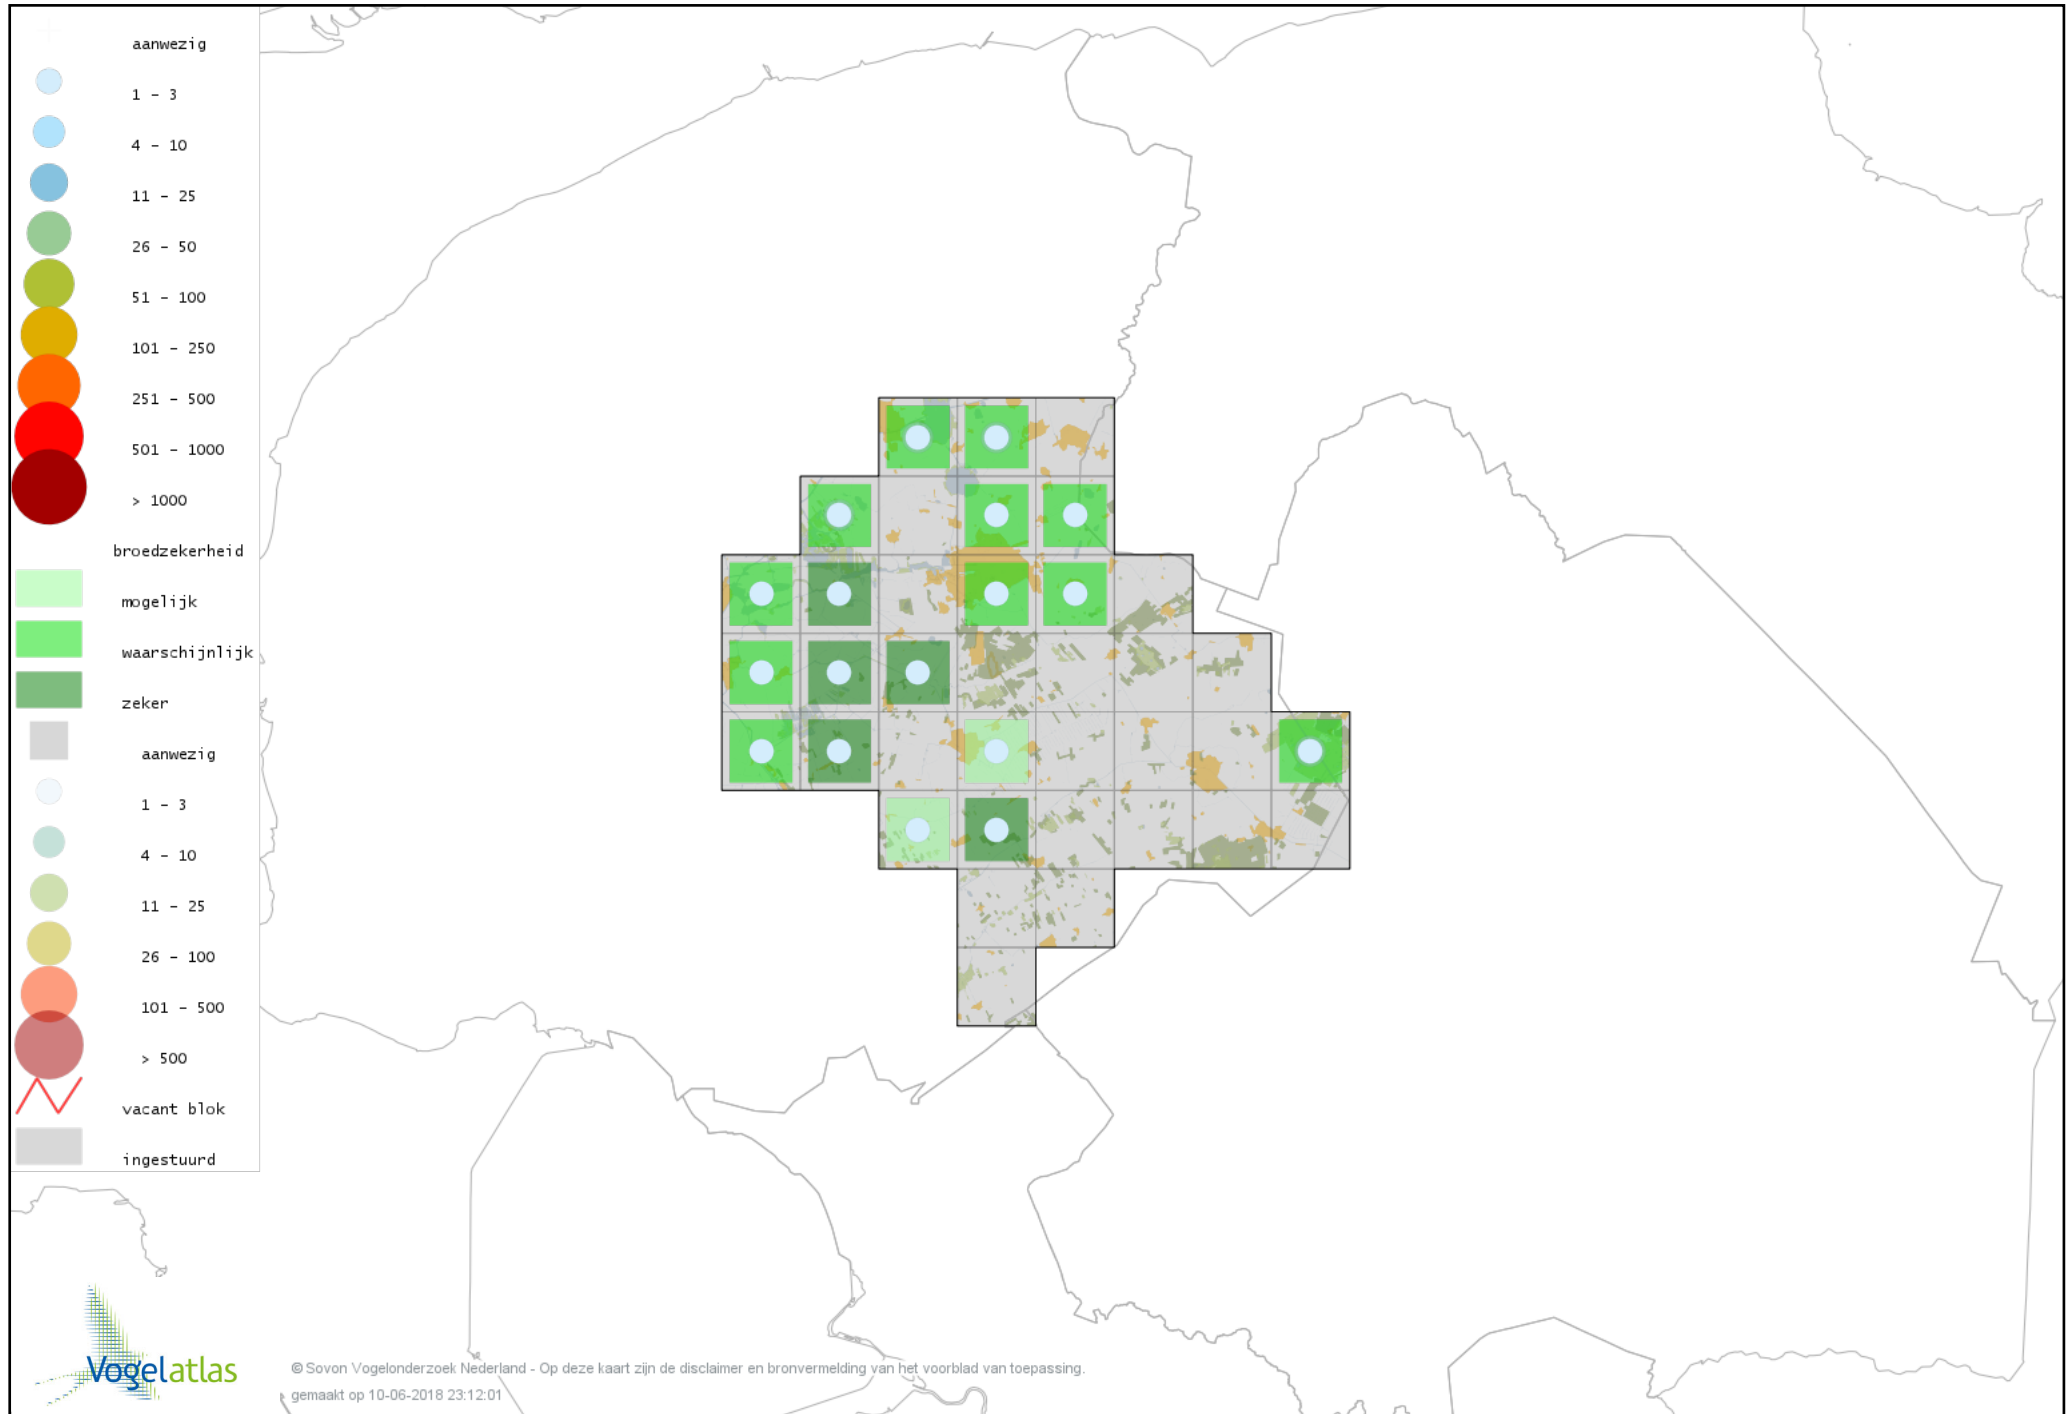 aanwezig
1 – 3
4 – 10
11 – 25
26 – 50
51 – 100
101 – 250
251 – 500
501 – 1000
> 1000
broedzekerheid
mogelijk
waarschijnlijk
zeker
aanwezig
1 – 3
4 – 10
11 – 25
26 – 100
101 – 500
> 500
vacant blok
ingestuurd
Vogelatlas
© Sovon Vogelonderzoek Nederland - Op deze kaart zijn de disclaimer en bronvermelding van het voorblad van toepassing.
gemaakt op 10-06-2018 23:12:01